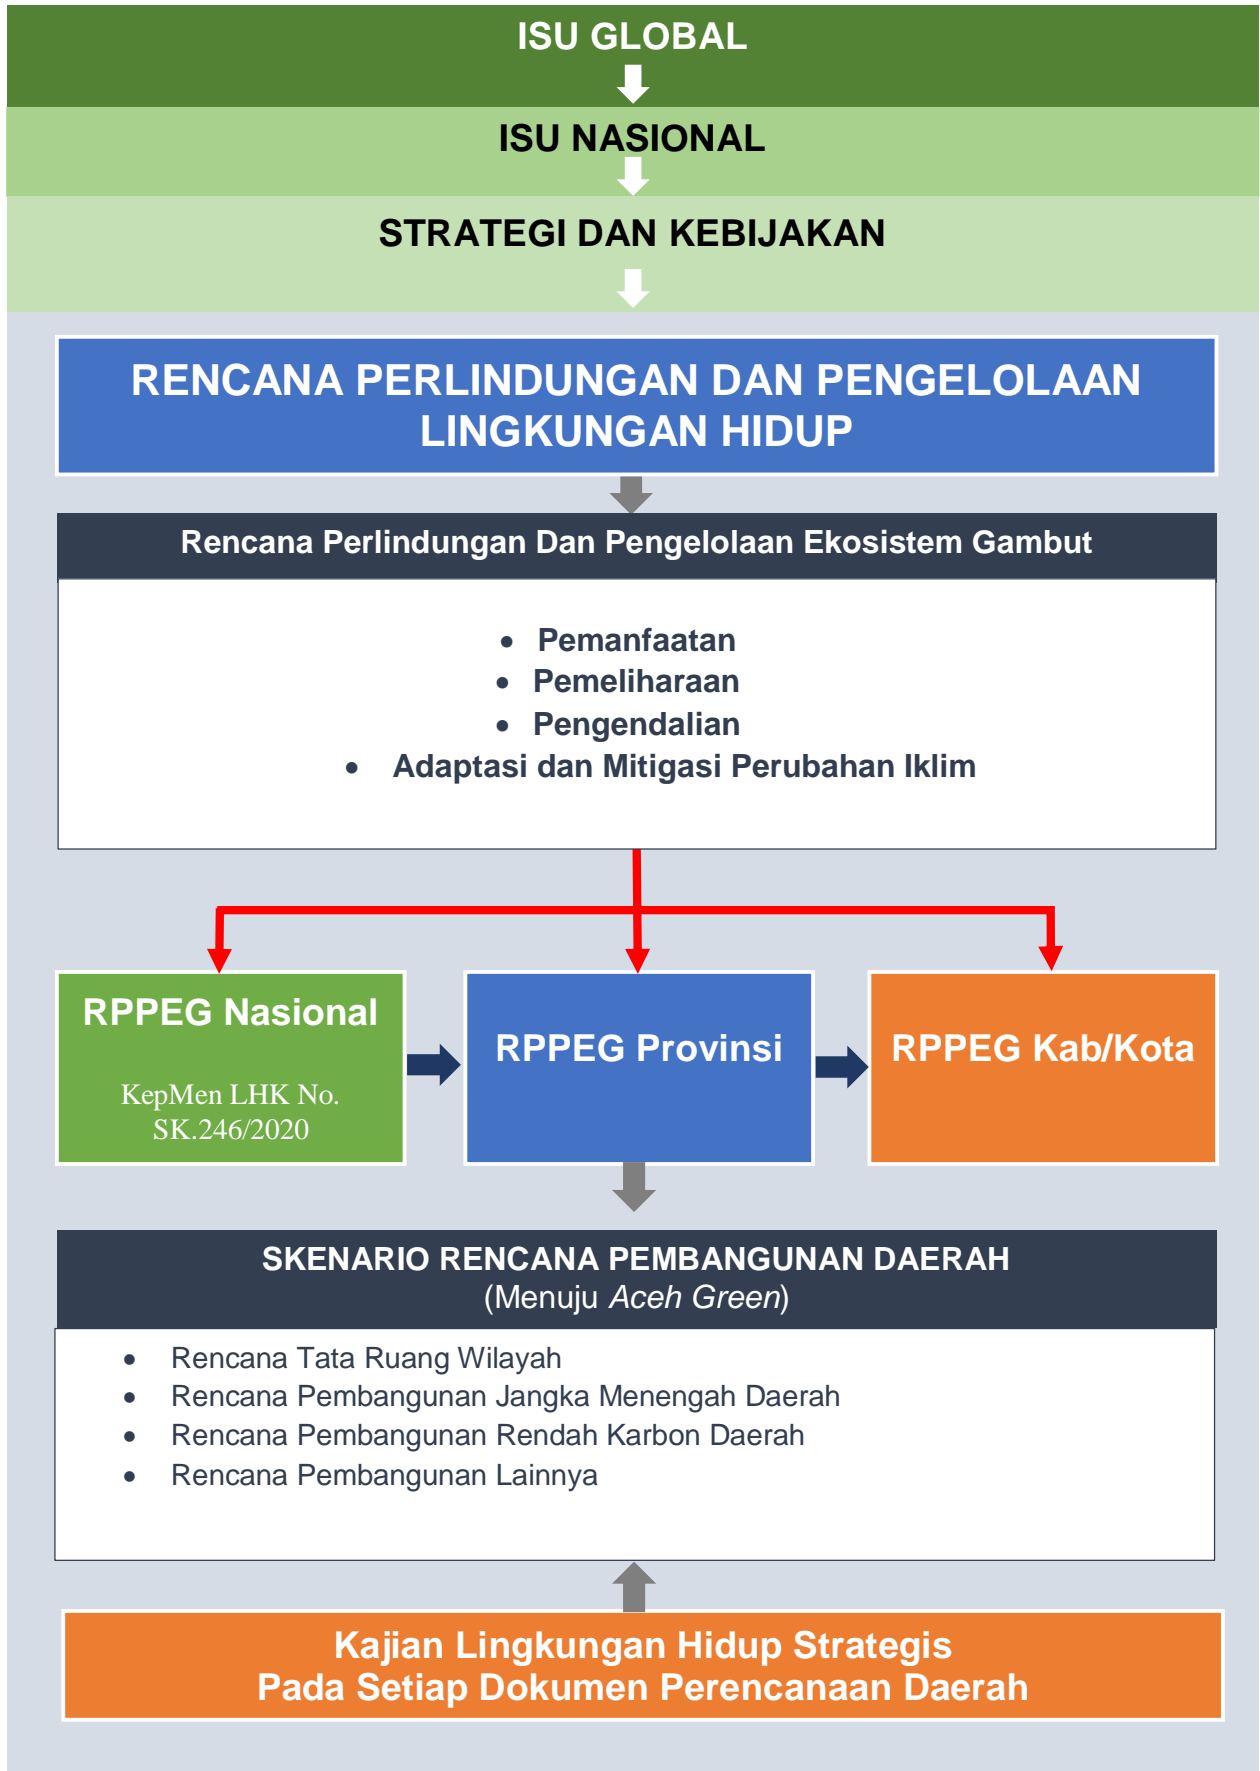 ISU GLOBAL
ISU NASIONAL
STRATEGI DAN KEBIJAKAN
RENCANA PERLINDUNGAN DAN PENGELOLAAN
LINGKUNGAN HIDUP
Rencana Perlindungan Dan Pengelolaan Ekosistem Gambut
• Pemanfaatan
• Pemeliharaan
• Pengendalian
• Adaptasi dan Mitigasi Perubahan Iklim
RPPEG Nasional
KepMen LHK No.
SK.246/2020
RPPEG Provinsi
RPPEG Kab/Kota
SKENARIO RENCANA PEMBANGUNAN DAERAH
(Menuju Aceh Green)
• Rencana Tata Ruang Wilayah
• Rencana Pembangunan Jangka Menengah Daerah
• Rencana Pembangunan Rendah Karbon Daerah
• Rencana Pembangunan Lainnya
Kajian Lingkungan Hidup Strategis
Pada Setiap Dokumen Perencanaan Daerah